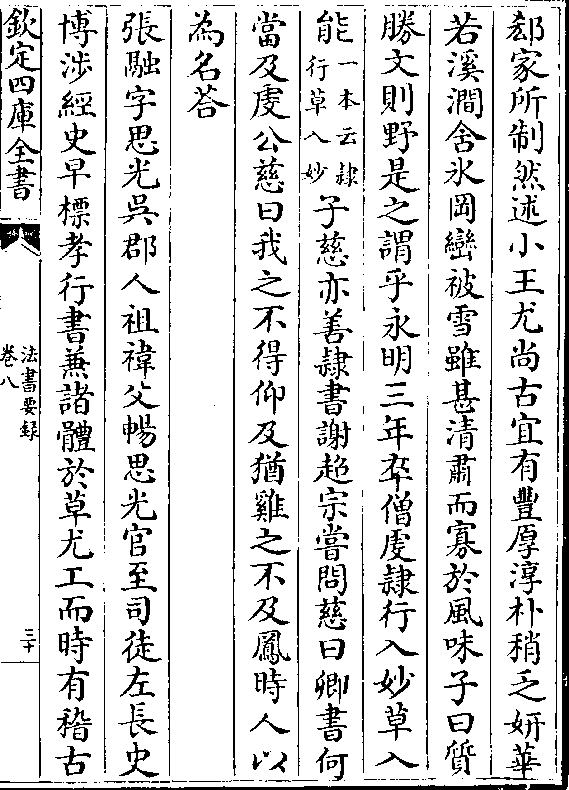 郄家所制然述小王尤尚古宜有豐厚淳朴稍乏妍華
若溪澗含氷岡巒被雪雖甚清肅而寡於風味子曰質
勝文則野是之謂乎永明三年卒僧虔隷行入妙草入
能一本云隷行草入妙子慈亦善隷書謝超宗嘗問慈曰卿書何
當及虔公慈曰我之不得仰及猶雞之不及鳳時人以
為名荅
張融字思光吳郡人祖禕父暢思光官至司徒左長史
博涉經史早標孝行書兼諸體於草尤工而時有稽古
欽定四庫全書
法書要録
卷八
三十